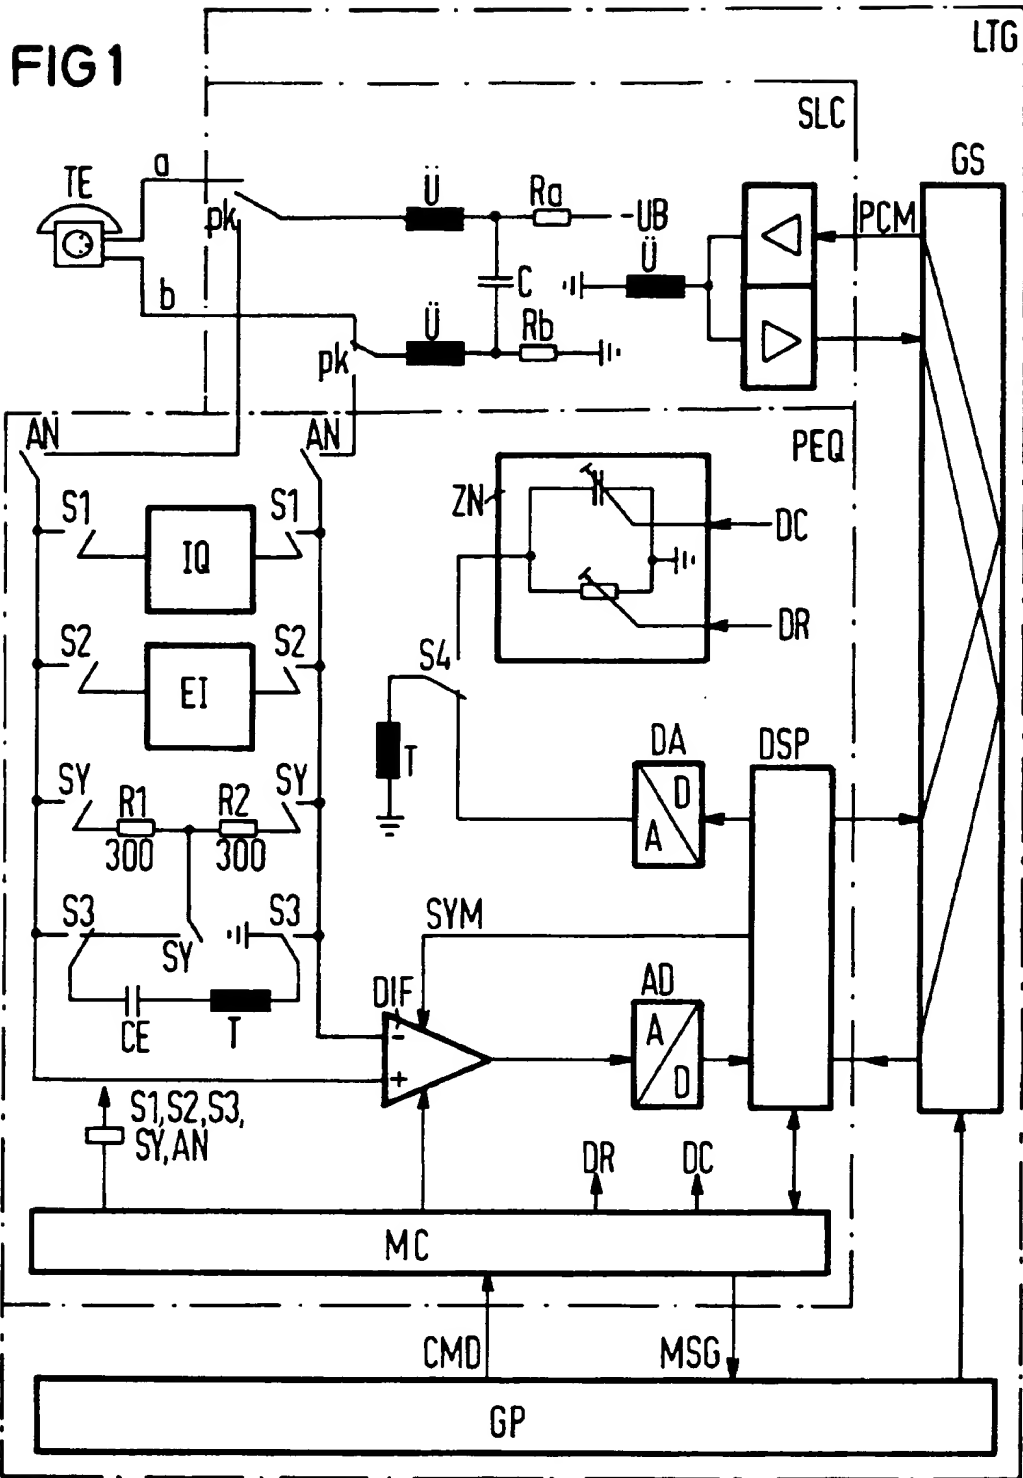 FIG 1
LTG
SLC
GS
TE
a
pk
Ü
Ra
-UB
Ü
PCM
b
Ü
C
Rb
pk
AN
AN
PEQ
ZN
DC
DR
S1
IQ
S1
S2
EI
S2
S4
T
DA
D
A
DSP
SY
R1
300
R2
300
SY
S3
SY
S3
CE
T
SYM
DIF
-
+
AD
A
D
S1,S2,S3,
SY,AN
DR
DC
MC
CMD
MSG
GP